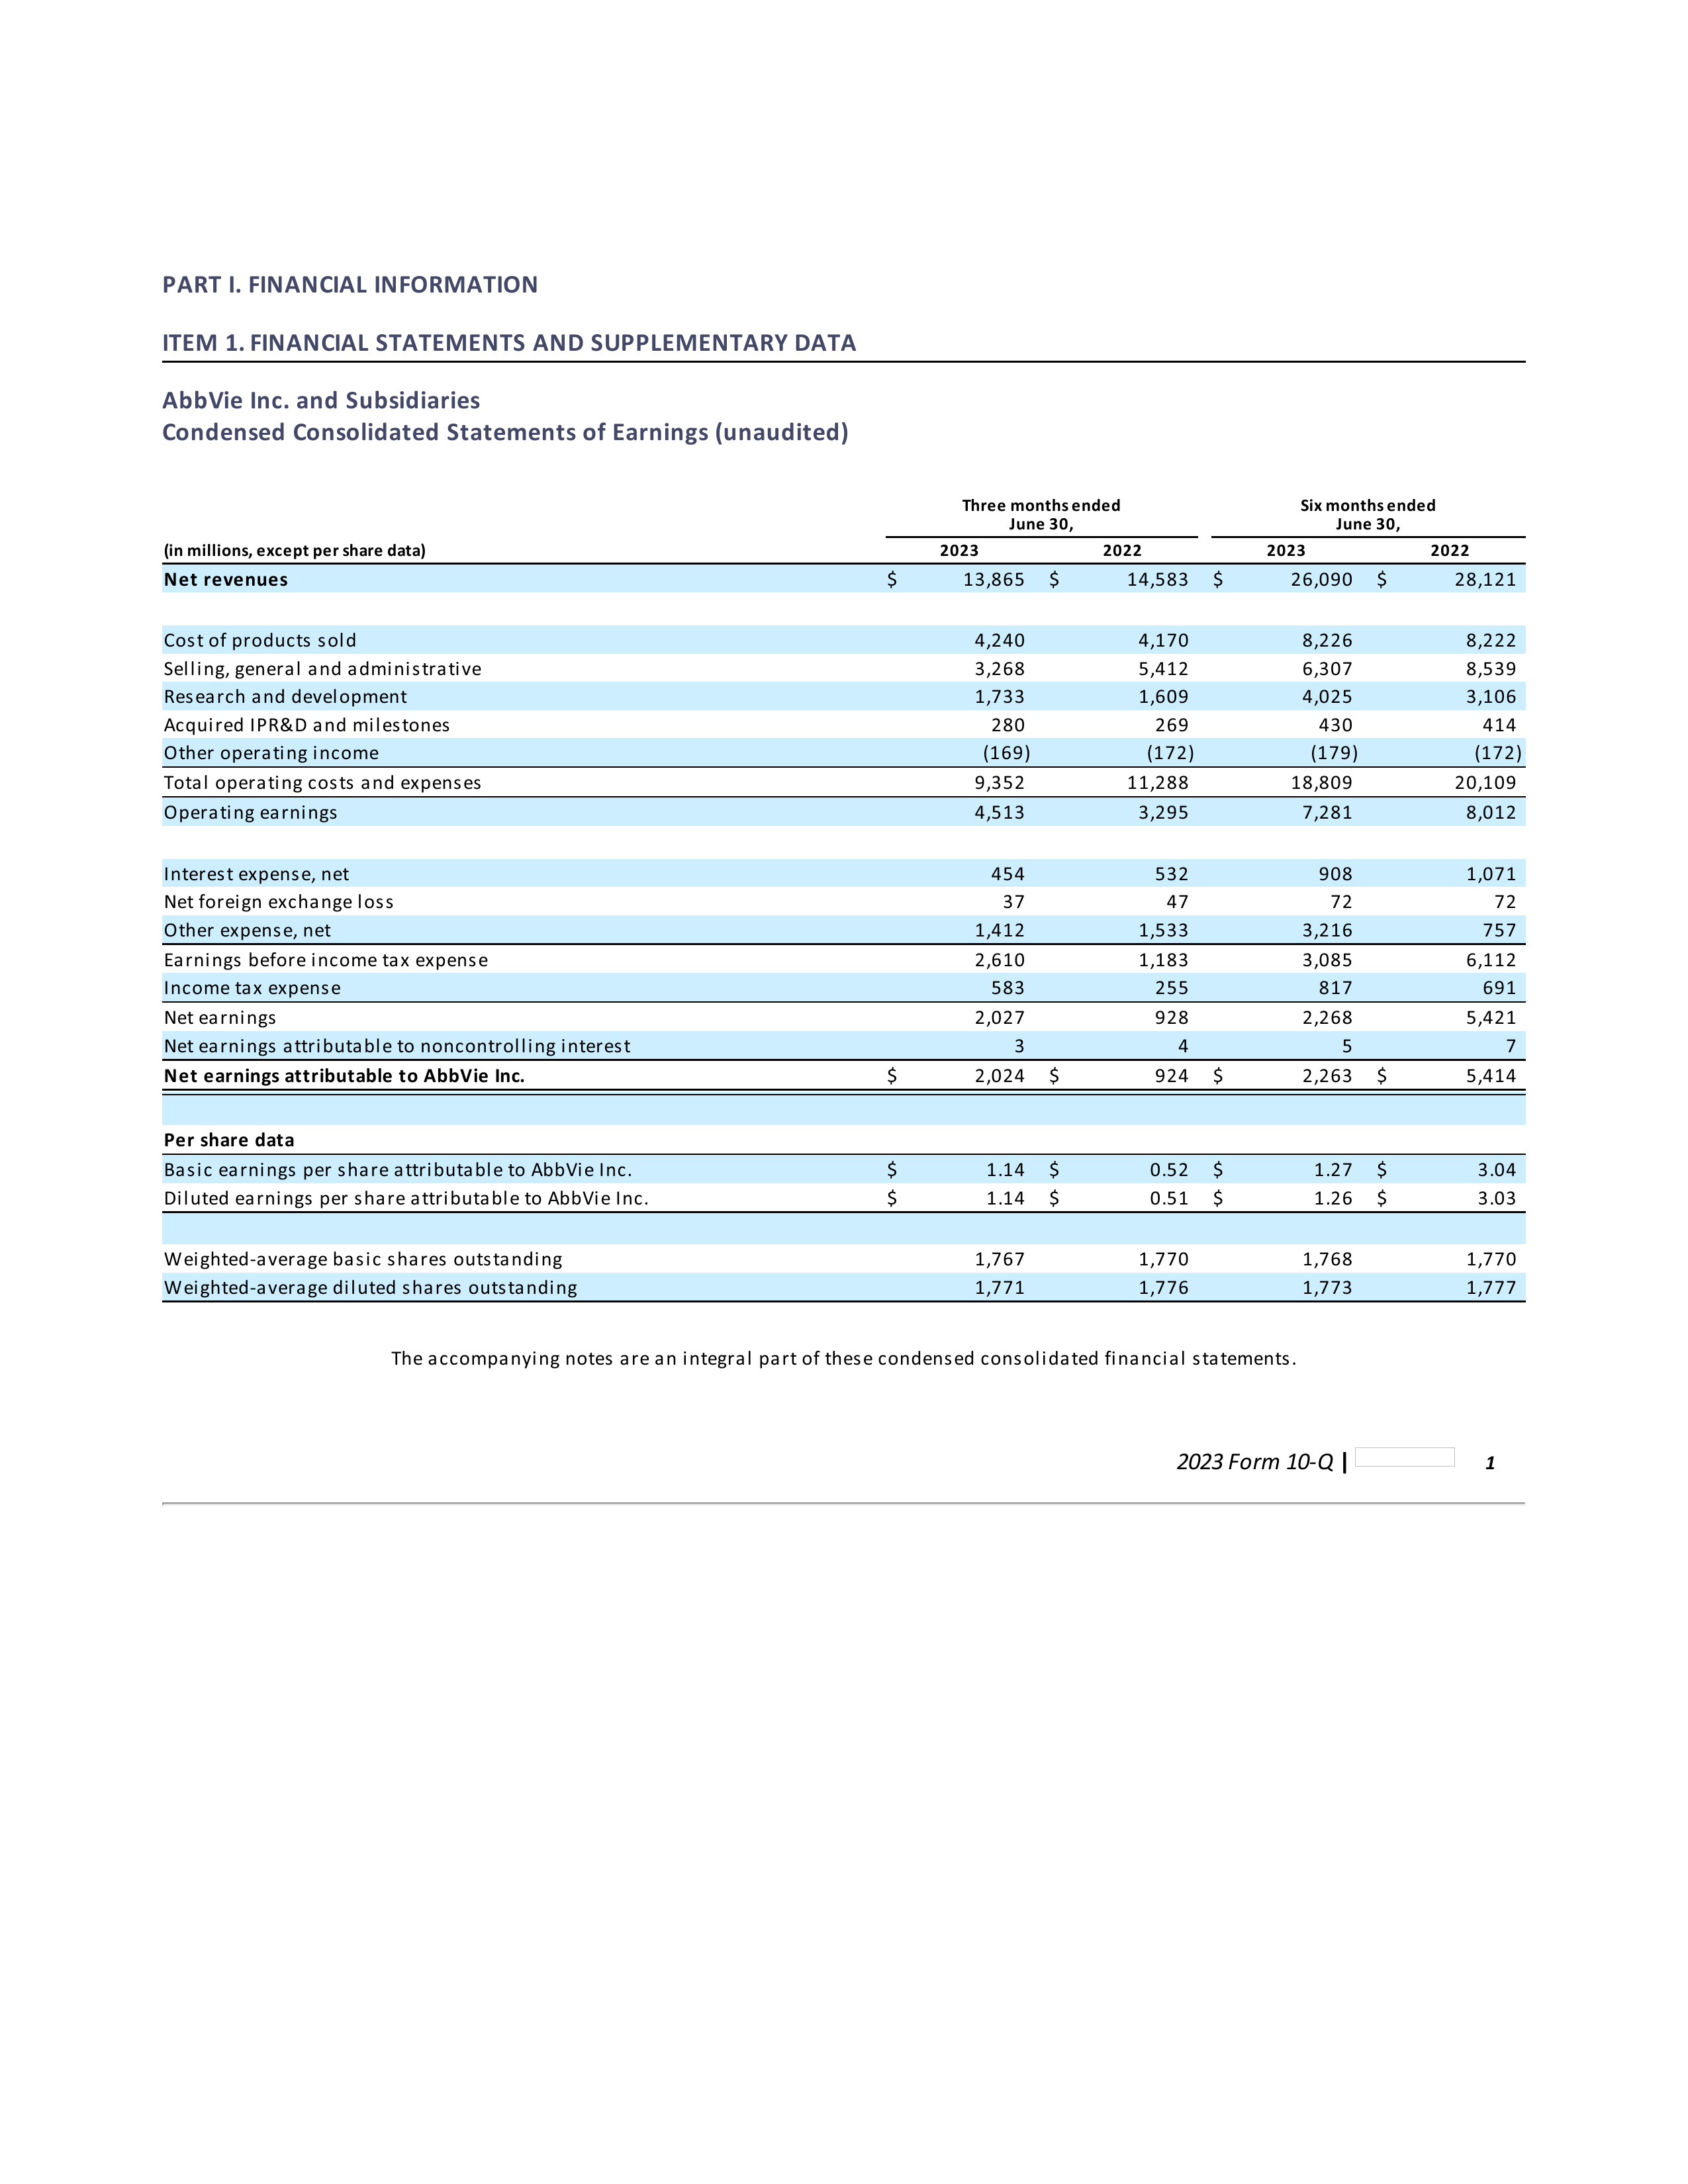 PART I. FINANCIAL INFORMATION
ITEM 1. FINANCIAL STATEMENTS AND SUPPLEMENTARY DATA
AbbVie Inc. and Subsidiaries
Condensed Consolidated Statements of Earnings (unaudited)
Three months ended June 30, Six months ended June 30,
(in millions, except per share data) 2023 2022 2023 2022
Net revenues $ 13,865 $ 14,583 $ 26,090 $ 28,121
Cost of products sold 4,240 4,170 8,226 8,222
Selling, general and administrative 3,268 5,412 6,307 8,539
Research and development 1,733 1,609 4,025 3,106
Acquired IPR&D and milestones 280 269 430 414
Other operating income (169) (172) (179) (172)
Total operating costs and expenses 9,352 11,288 18,809 20,109
Operating earnings 4,513 3,295 7,281 8,012
Interest expense, net 454 532 908 1,071
Net foreign exchange loss 37 47 72 72
Other expense, net 1,412 1,533 3,216 757
Earnings before income tax expense 2,610 1,183 3,085 6,112
Income tax expense 583 255 817 691
Net earnings 2,027 928 2,268 5,421
Net earnings attributable to noncontrolling interest 3 4 5 7
Net earnings attributable to AbbVie Inc. $ 2,024 $ 924 $ 2,263 $ 5,414
Per share data
Basic earnings per share attributable to AbbVie Inc. $ 1.14 $ 0.52 $ 1.27 $ 3.04
Diluted earnings per share attributable to AbbVie Inc. $ 1.14 $ 0.51 $ 1.26 $ 3.03
Weighted-average basic shares outstanding 1,767 1,770 1,768 1,770
Weighted-average diluted shares outstanding 1,771 1,776 1,773 1,777
The accompanying notes are an integral part of these condensed consolidated financial statements.
2023 Form 10-Q | 1